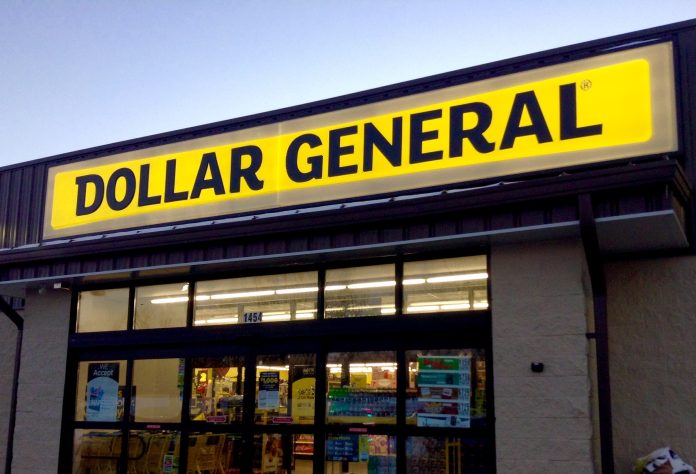 DOLLAR GENERAL®
1454
WE
Accept